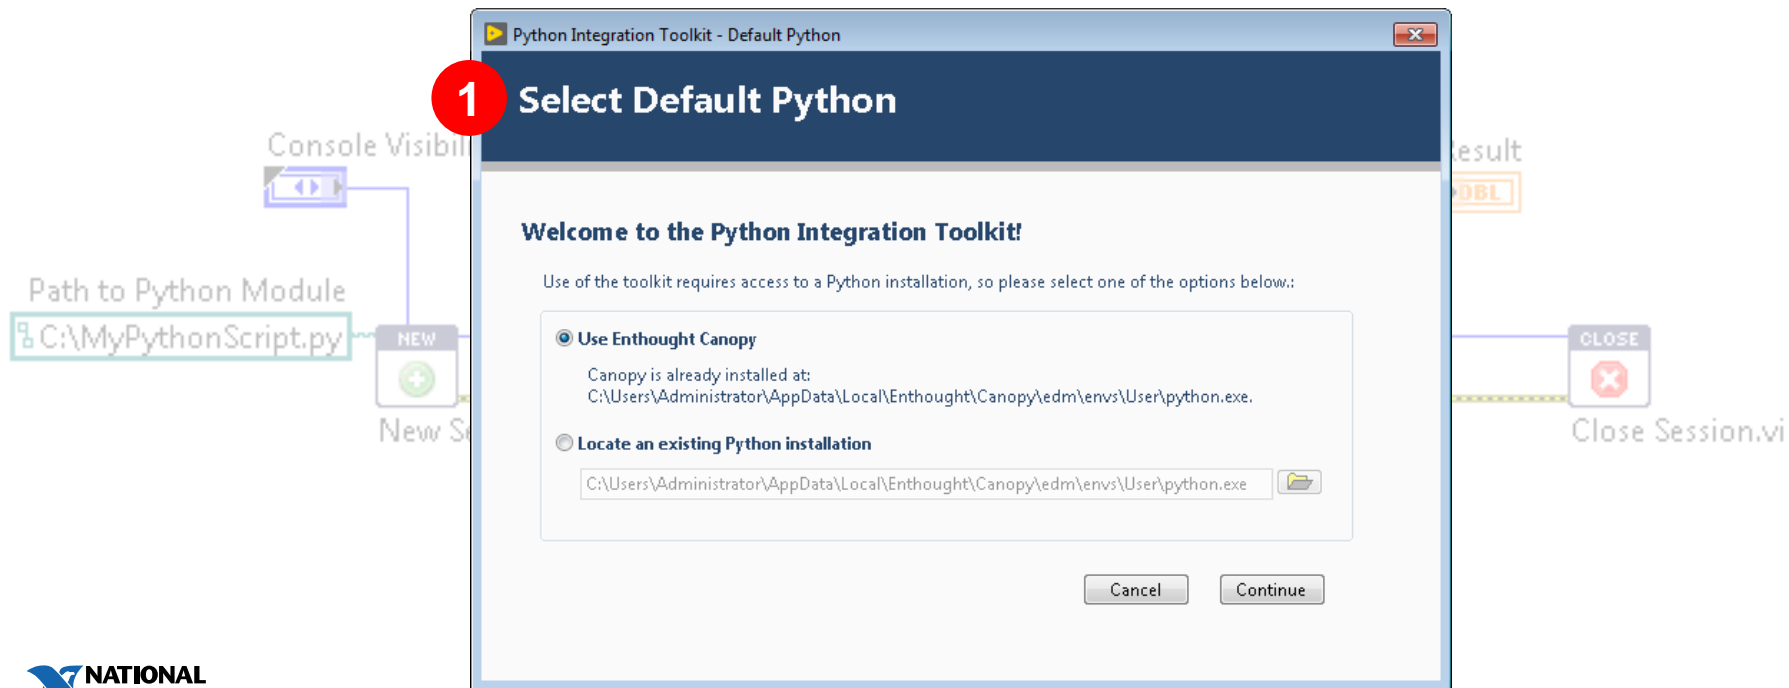 Python Integration Toolkit - Default Python
1
Select Default Python
Console Visibil
esult
DBL
Welcome to the Python Integration Toolkit!
Use of the toolkit requires access to a Python installation, so please select one of the options below.:
Path to Python Module
C:\MyPythonScript.py
NEW
Use Enthought Canopy
CLOSE
Canopy is already installed at:
C:\Users\Administrator\AppData\Local\Enthought\Canopy\edm\envs\User\python.exe.
New Se
Locate an existing Python installation
Close Session.vi
C:\Users\Administrator\AppData\Local\Enthought\Canopy\edm\envs\User\python.exe
Cancel
Continue
NATIONAL